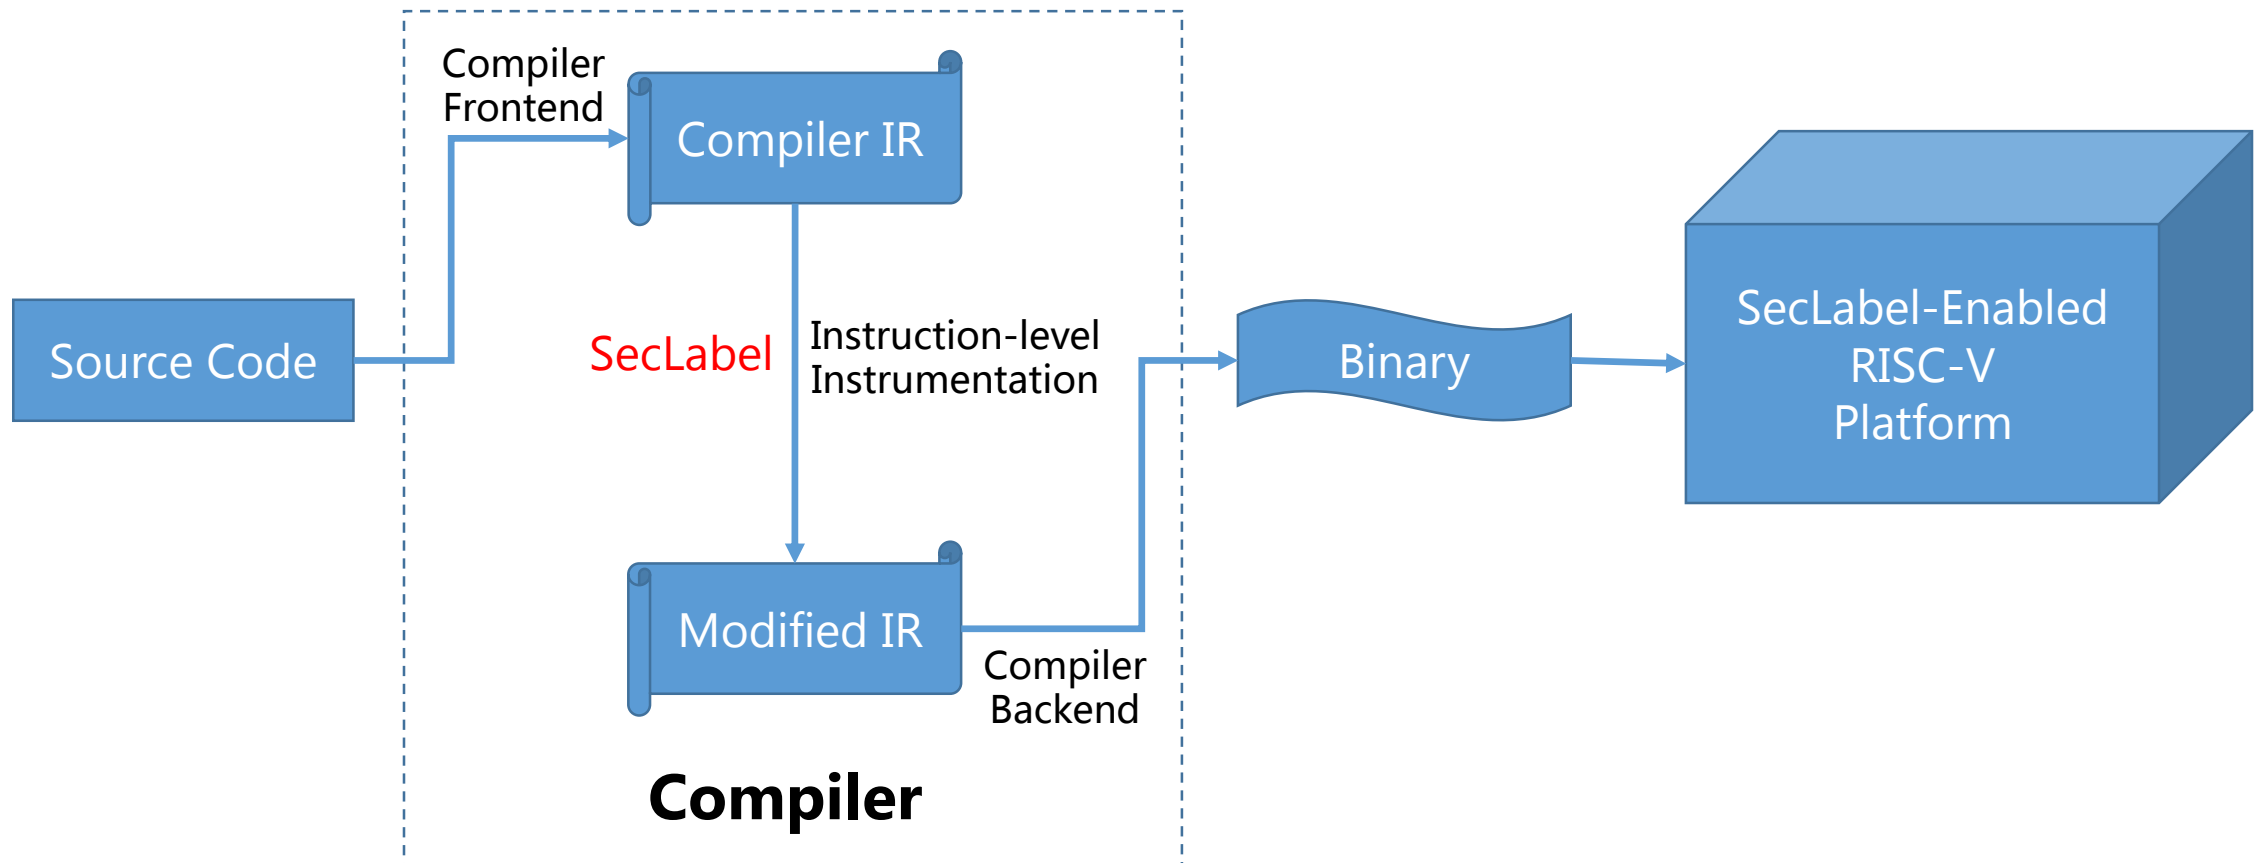 Compiler
Frontend
Compiler IR
Source Code
SecLabel
Instruction-level
Instrumentation
Modified IR
Compiler
Backend
Compiler
Binary
SecLabel-Enabled
RISC-V
Platform